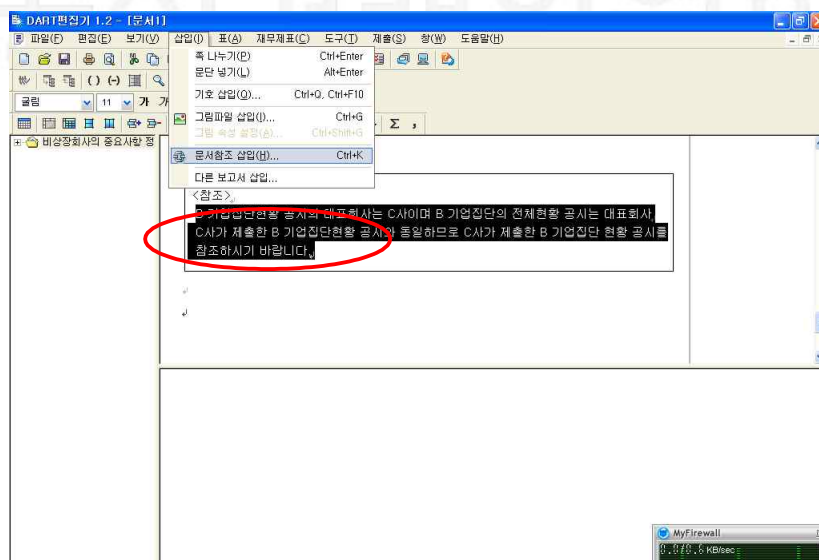 DART편집기 1.2 - [문서1]
파일(F) 편집(E) 보기(V) 삽입(I) 표(A) 재무제표(C) 도구(T) 제출(S) 창(W) 도움말(H)
쪽 나누기(P) Ctrl+Enter
문단 넣기(L) Alt+Enter
기호 삽입(O)... Ctrl+Q, Ctrl+F10
굴림 11 가
그림파일 삽입(I)... Ctrl+G
그림 속성 설정(A)... Ctrl+Shift+G
Σ ,
비상장회사의 중요사항 정
문서참조 삽입(H)... Ctrl+K
다른 보고서 삽입...
<참조>
B 기업집단현황 공시의 대표회사는 C사이며 B 기업집단의 전체현황 공시는 대표회사
C사가 제출한 B 기업집단현황 공시와 동일하므로 C사가 제출한 B 기업집단 현황 공시를
참조하시기 바랍니다.
MyFirewall
KB/sec